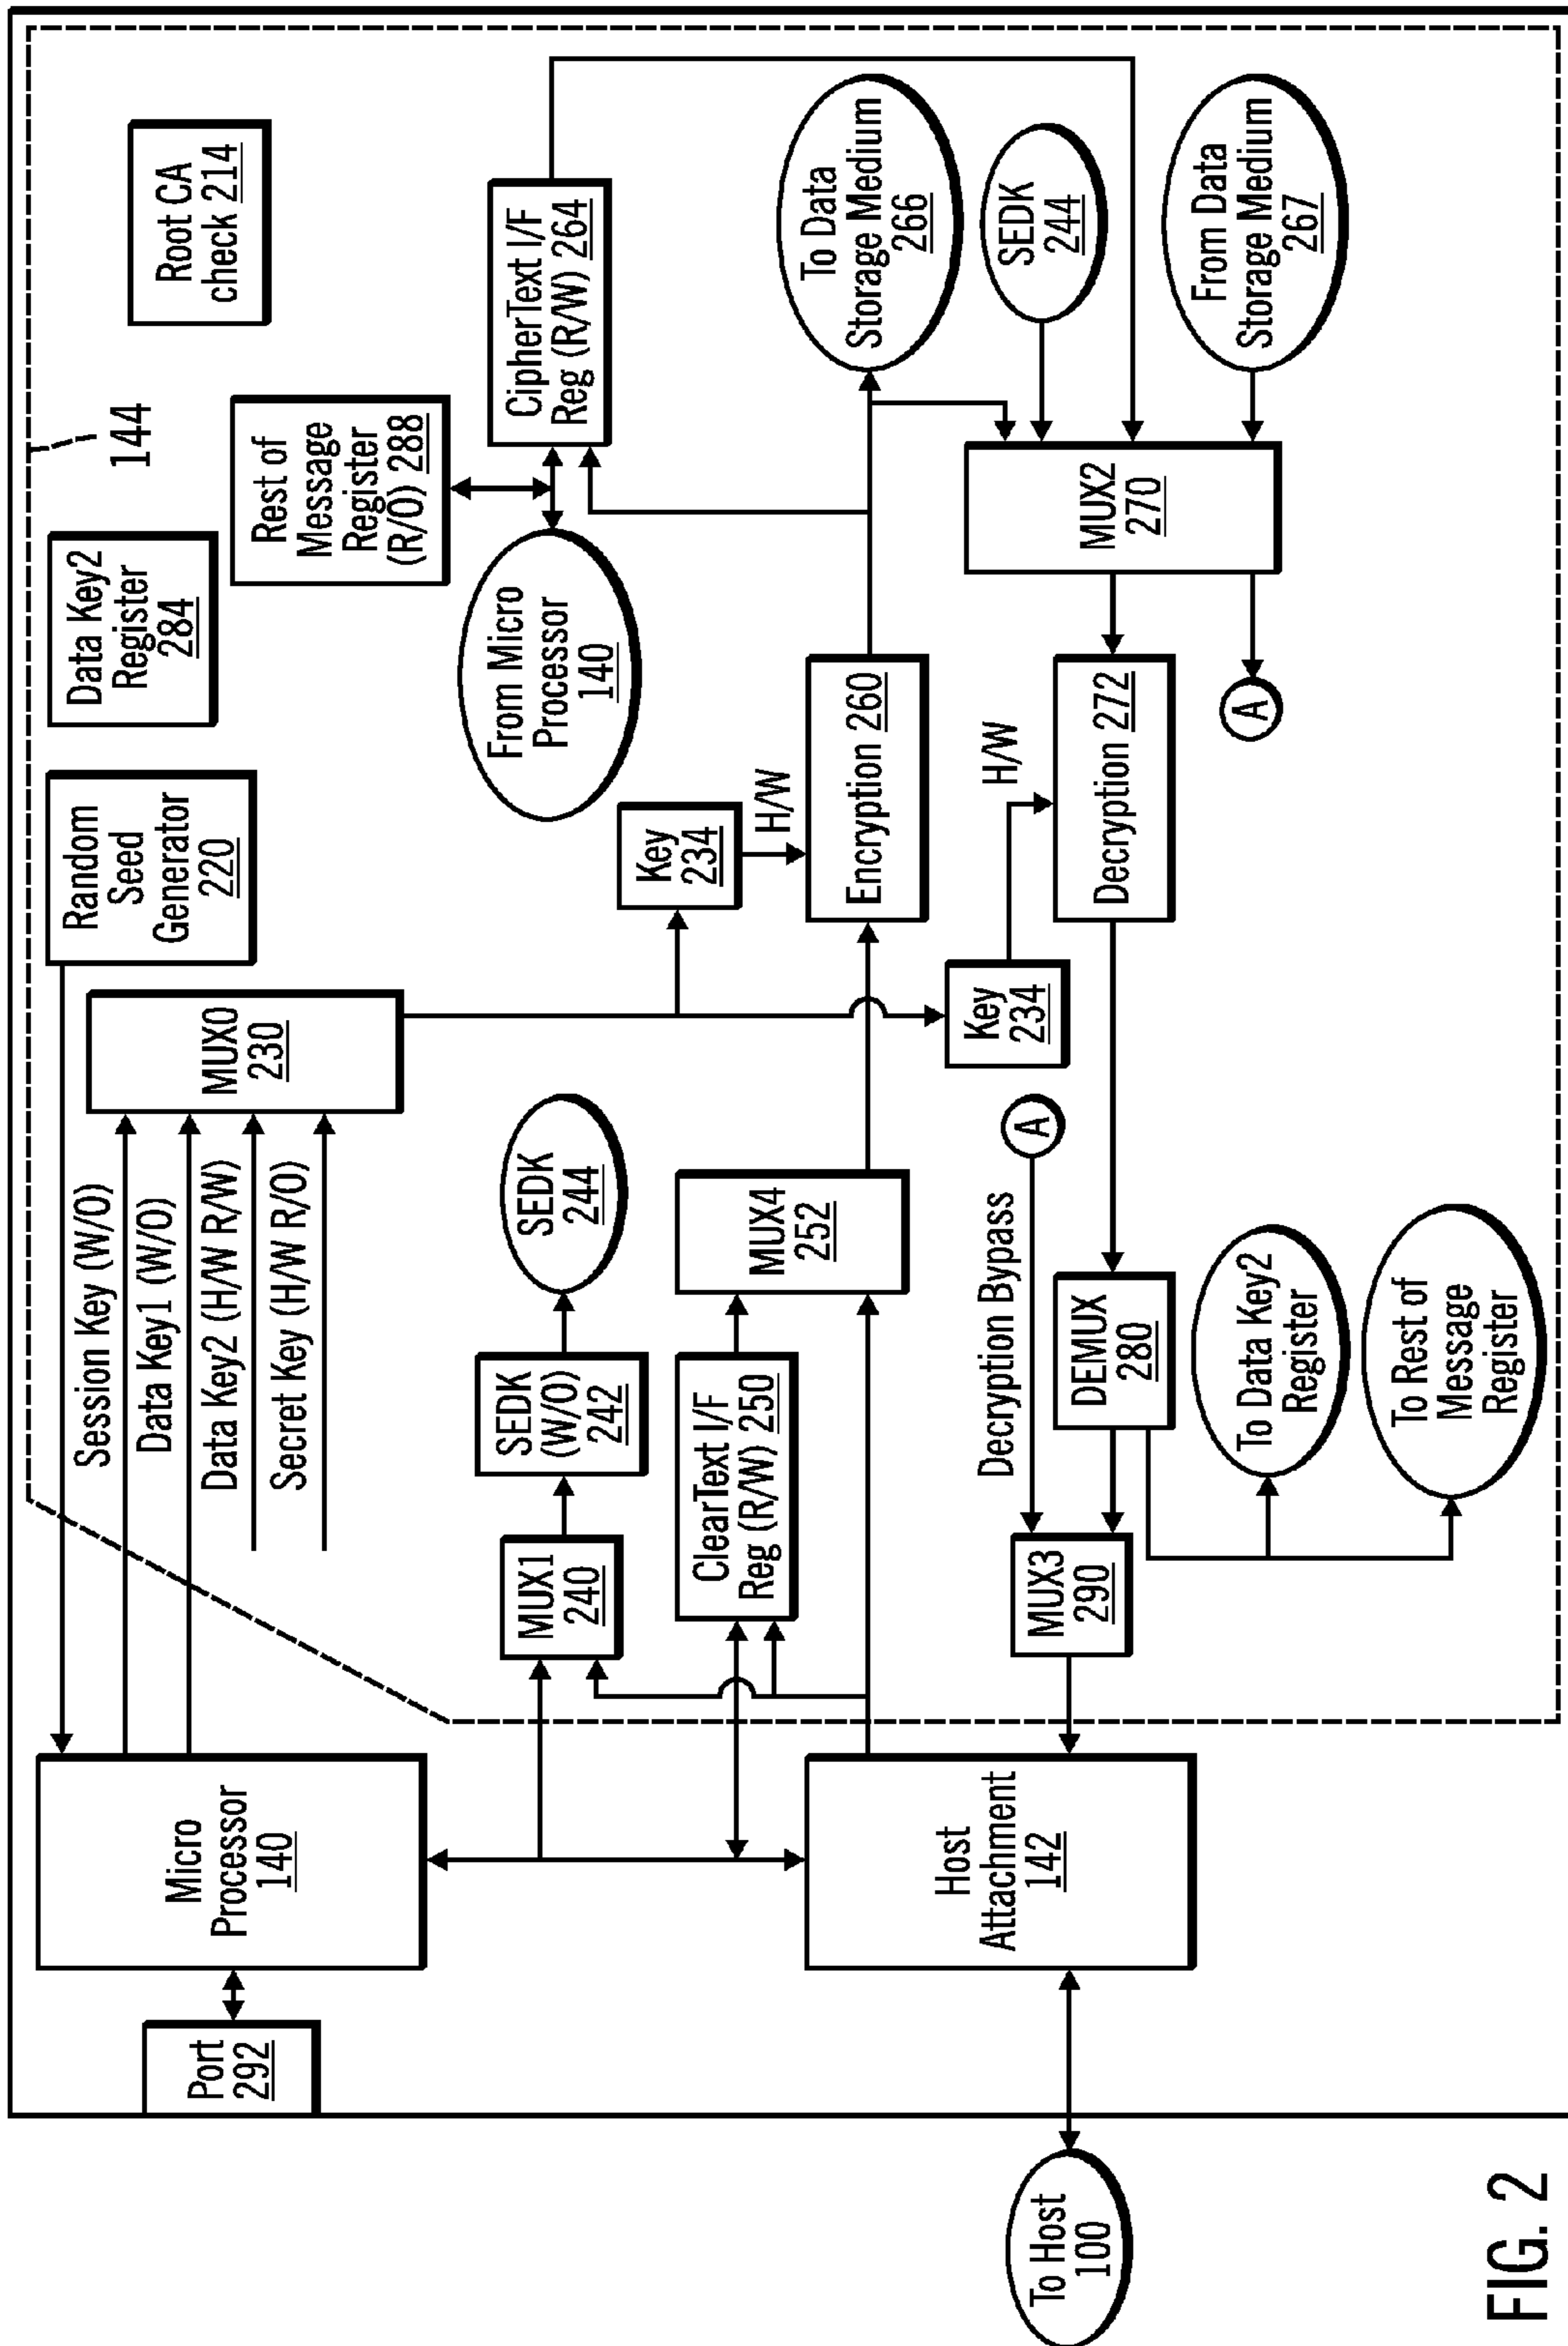 144
Port
292
Micro
Processor
140
Session Key (W/O)
Data Key1 (W/O)
Data Key2 (H/W R/W)
Secret Key (H/W R/O)
MUX0
230
Random
Seed
Generator
220
Data Key2
Register
284
Rest of
Message
Register
(R/O) 288
Root CA
check 214
MUX1
240
SEDK
(W/O)
242
SEDK
244
From Micro
Processor
140
CipherText I/F
Reg (R/W) 264
ClearText I/F
Reg (R/W) 250
MUX4
252
Key
234
H/W
Encryption 260
To Data
Storage Medium
266
Host
Attachment
142
To Host
100
MUX3
290
Decryption Bypass
A
Key
234
H/W
SEDK
244
DEMUX
280
Decryption 272
MUX2
270
From Data
Storage Medium
267
To Data Key2
Register
A
To Rest of
Message
Register
FIG. 2